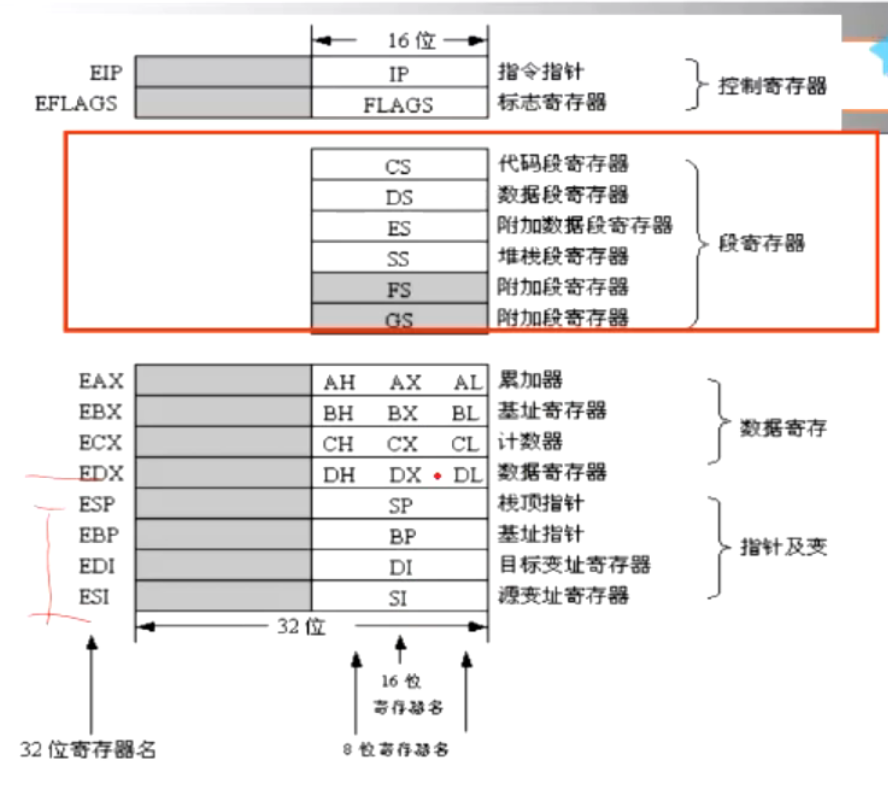 16 位
EIP IP 指令指针
控制寄存器
EFLAGS FLAGS 标志寄存器
CS 代码段寄存器
DS 数据段寄存器
ES 附加数据段寄存器
段寄存器
SS 堆栈段寄存器
FS 附加段寄存器
GS 附加段寄存器
EAX AH AX AL 累加器
EBX BH BX BL 基址寄存器
数据寄存
ECX CH CX CL 计数器
EDX DH DX DL 数据寄存器
ESP SP 栈顶指针
EBP BP 基址指针
指针及变
EDI DI 目标变址寄存器
ESI SI 源变址寄存器
32 位
16 位
寄存器名
32 位寄存器名 8 位寄存器名